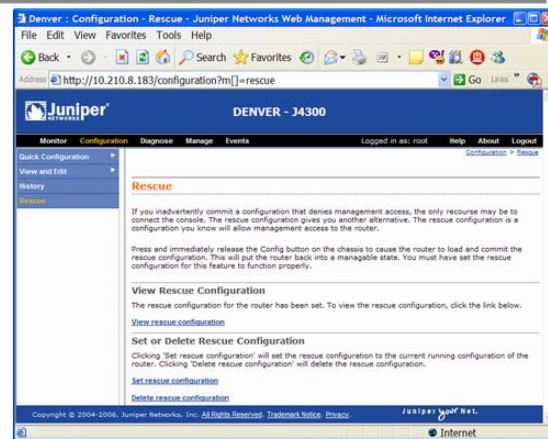 Denver : Configuration - Rescue - Juniper Networks Web Management - Microsoft Internet Explorer
File Edit View Favorites Tools Help
Back Search Favorites
Address http://10.210.8.183/configuration?m[]=rescue Go Links »
Juniper NETWORKS DENVER - J4300
Monitor Configuration Diagnose Manage Events Logged in as: root Help About Logout
Configuration > Rescue
Quick Configuration
View and Edit
History
Rescue
Rescue
If you inadvertently commit a configuration that denies management access, the only recourse may be to
connect the console. The rescue configuration gives you another alternative. The rescue configuration is a
configuration you know will allow management access to the router.
Press and immediately release the Config button on the chassis to cause the router to load and commit the
rescue configuration. This will put the router back into a managable state. You must have set the rescue
configuration for this feature to function properly.
View Rescue Configuration
The rescue configuration for the router has been set. To view the rescue configuration, click the link below.
View rescue configuration
Set or Delete Rescue Configuration
Clicking 'Set rescue configuration' will set the rescue configuration to the current running configuration of the
router. Clicking 'Delete rescue configuration' will delete the rescue configuration.
Set rescue configuration
Delete rescue configuration
Copyright © 2004-2006, Juniper Networks, Inc. All Rights Reserved. Trademark Notice. Privacy. Juniper your Net.
Internet